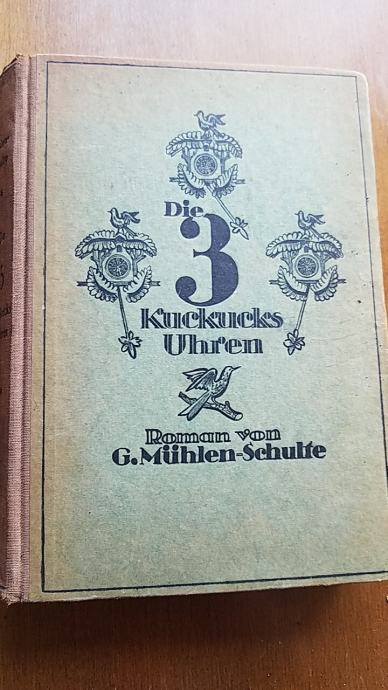 Die
3
Kuckucks
Uhren
Roman von
G. Mühlen-Schulte